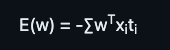 E(w) = -∑wᵀxᵢtᵢ